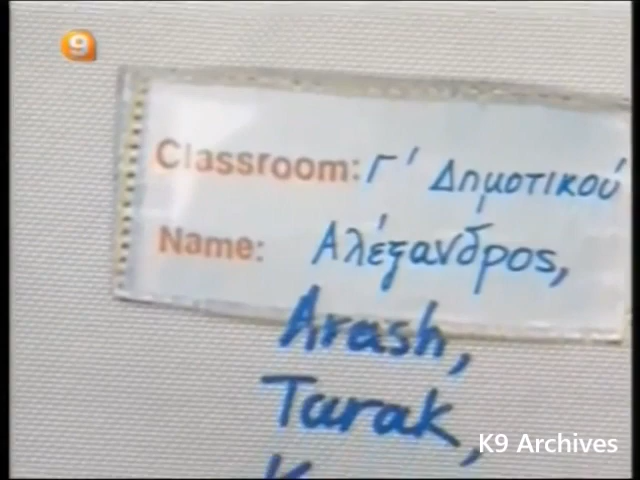 9
Classroom: Γ' Δημοτικού
Name: Αλέξανδρος,
Arash,
Tarak,
K9 Archives